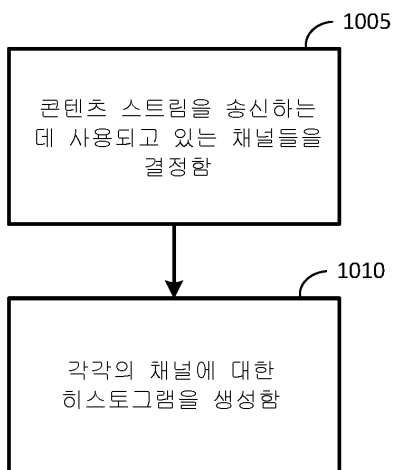 1005
콘텐츠 스트림을 송신하는
데 사용되고 있는 채널들을
결정함
1010
각각의 채널에 대한
히스토그램을 생성함